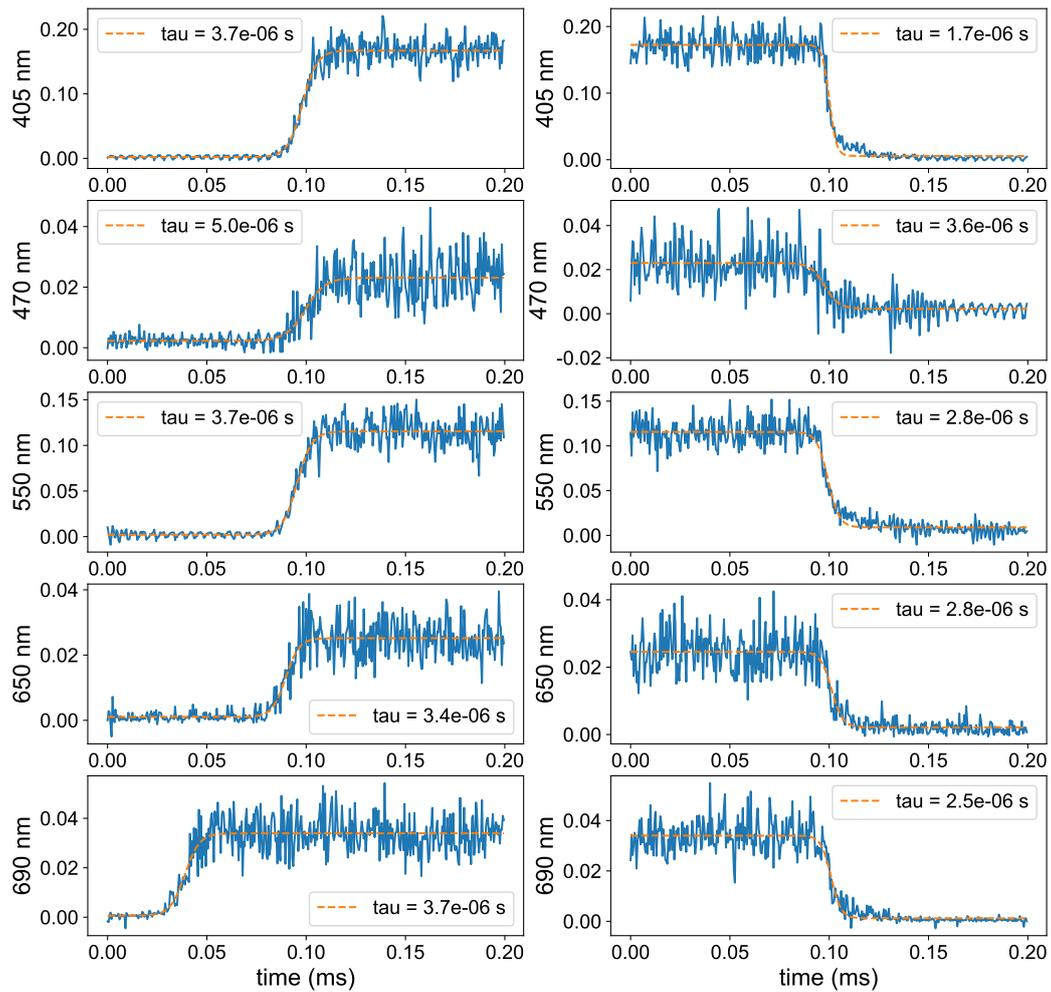 405 nm
0.20
0.10
0.00
tau = 3.7e-06 s
0.00 0.05 0.10 0.15 0.20
405 nm
0.20
0.10
0.00
tau = 1.7e-06 s
0.00 0.05 0.10 0.15 0.20
470 nm
0.04
0.02
0.00
tau = 5.0e-06 s
0.00 0.05 0.10 0.15 0.20
470 nm
0.04
0.02
0.00
-0.02
tau = 3.6e-06 s
0.00 0.05 0.10 0.15 0.20
550 nm
0.15
0.10
0.05
0.00
tau = 3.7e-06 s
0.00 0.05 0.10 0.15 0.20
550 nm
0.15
0.10
0.05
0.00
tau = 2.8e-06 s
0.00 0.05 0.10 0.15 0.20
650 nm
0.04
0.02
0.00
tau = 3.4e-06 s
0.00 0.05 0.10 0.15 0.20
650 nm
0.04
0.02
0.00
tau = 2.8e-06 s
0.00 0.05 0.10 0.15 0.20
690 nm
0.04
0.02
0.00
tau = 3.7e-06 s
0.00 0.05 0.10 0.15 0.20
time (ms)
690 nm
0.04
0.02
0.00
tau = 2.5e-06 s
0.00 0.05 0.10 0.15 0.20
time (ms)